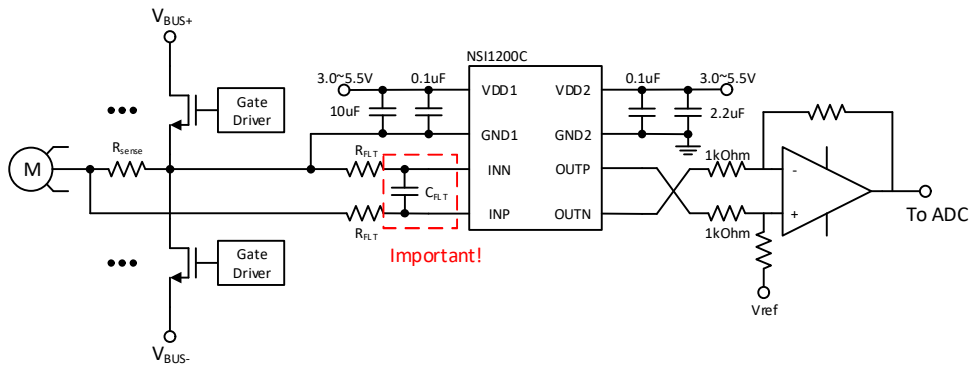 V_BUS+
NSI1200C
3.0~5.5V
0.1uF
0.1uF
3.0~5.5V
Gate
Driver
VDD1
VDD2
10uF
2.2uF
R_sense
GND1
GND2
1kOhm
M
R_FLT
INN
OUTP
-
C_FLT
+
To ADC
INP
OUTN
R_FLT
1kOhm
Important!
Gate
Driver
Vref
V_BUS-